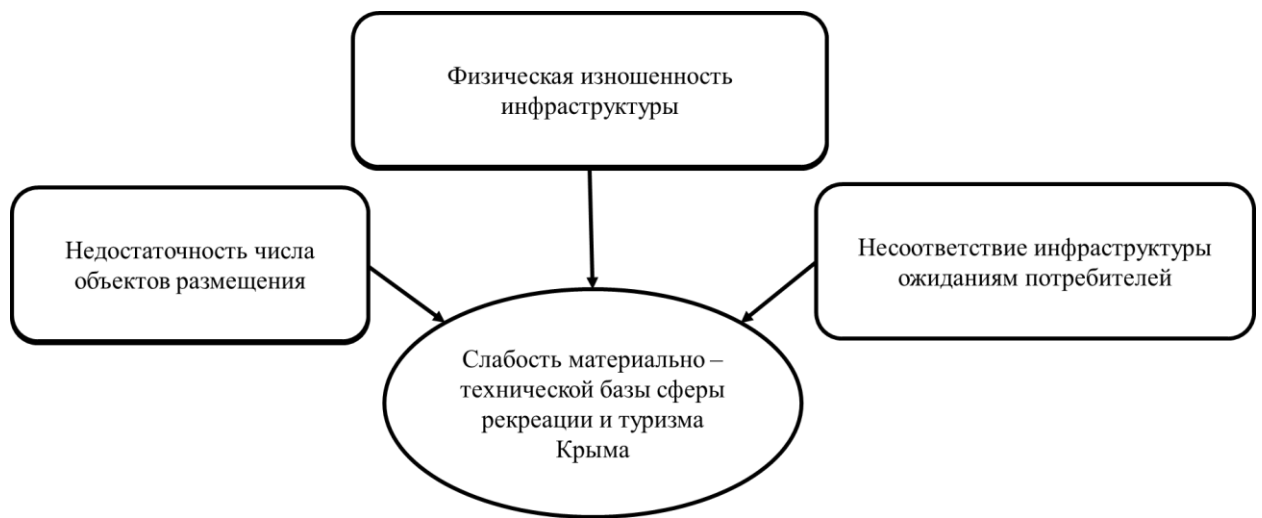 Физическая изношенность
инфраструктуры
Недостаточность числа
объектов размещения
Несоответствие инфраструктуры
ожиданиям потребителей
Слабость материально –
технической базы сферы
рекреации и туризма
Крыма